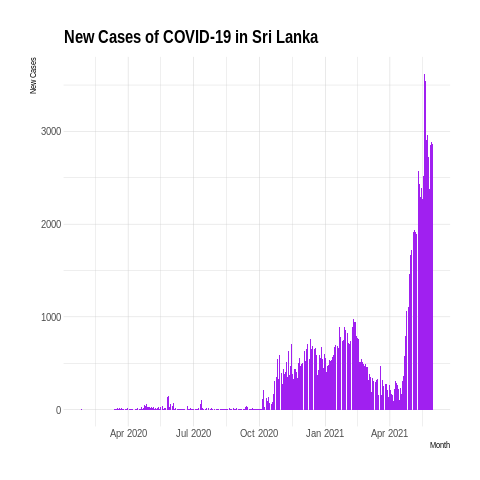 New Cases of COVID-19 in Sri Lanka
New Cases
3000
2000
1000
0
Apr 2020 Jul 2020 Oct 2020 Jan 2021 Apr 2021
Month